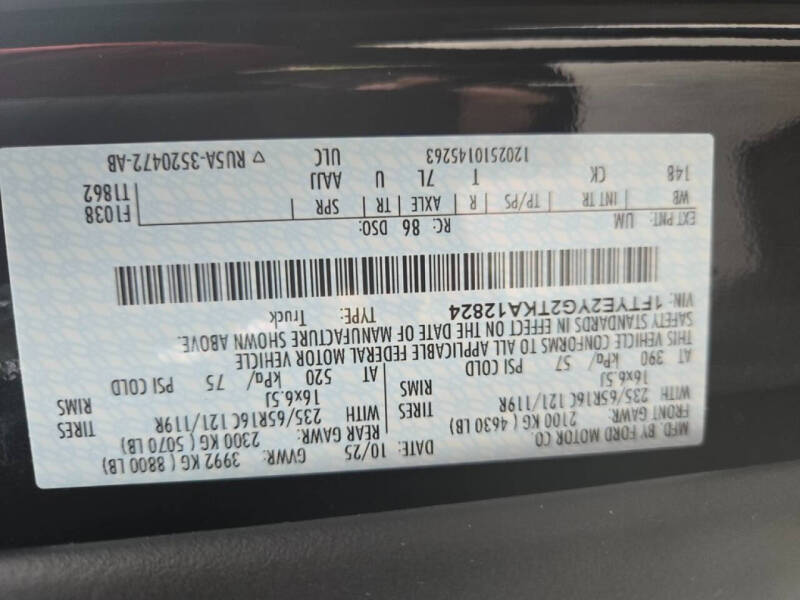 MFD. BY FORD MOTOR CO.
DATE: 10/25 GVWR: 3992 KG ( 8800 LB)
FRONT GAWR: REAR GAWR:
2100 KG ( 4630 LB) 2300 KG ( 5070 LB)
WITH 235/65R16C 121/119R TIRES WITH 235/65R16C 121/119R TIRES
16x6.5J RIMS 16x6.5J RIMS
AT 390 kPa/ 57 PSI COLD AT 520 kPa/ 75 PSI COLD
THIS VEHICLE CONFORMS TO ALL APPLICABLE FEDERAL MOTOR VEHICLE
SAFETY STANDARDS IN EFFECT ON THE DATE OF MANUFACTURE SHOWN ABOVE.
VIN: 1FTYE2YG2TKA12824 TYPE: Truck
EXT PNT: UM RC: 86 DSO:
WB INT TR TP/PS R AXLE TR SPR
148 CK T 7L U AAJJ
F1038
T1862
1202510145263 ULC ▽ RU5A-3520472-AB